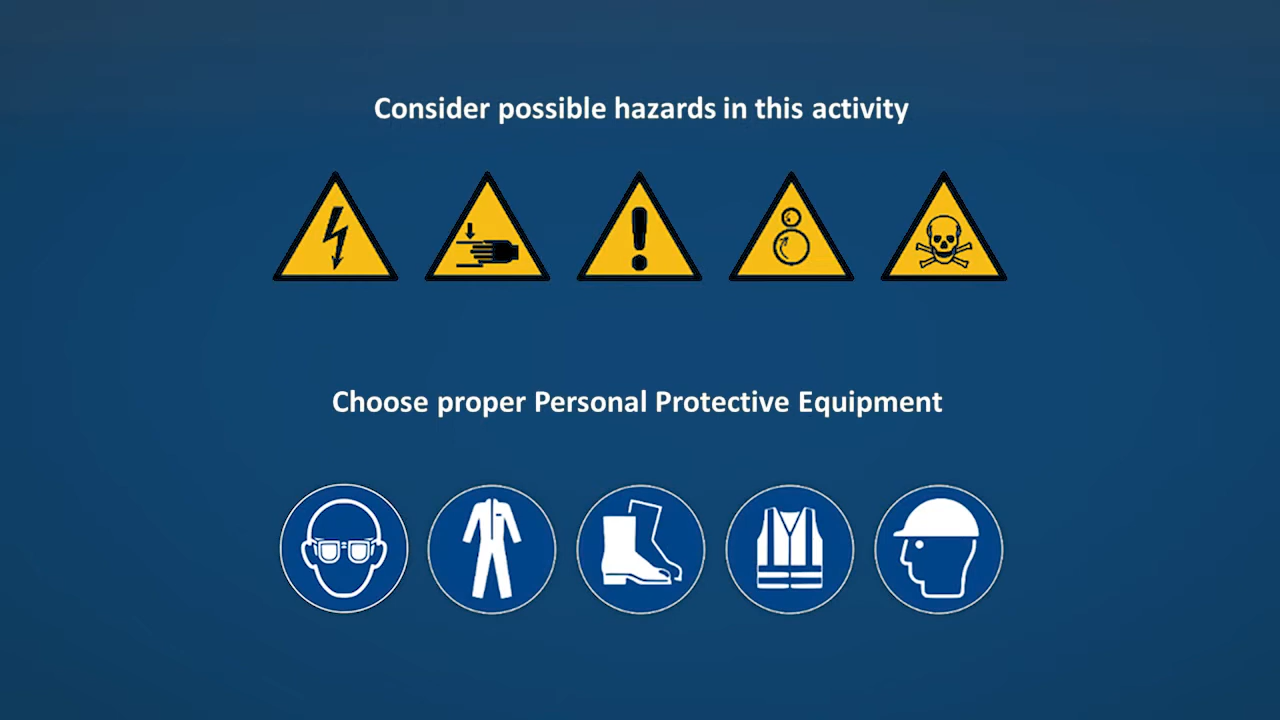 Consider possible hazards in this activity
Choose proper Personal Protective Equipment